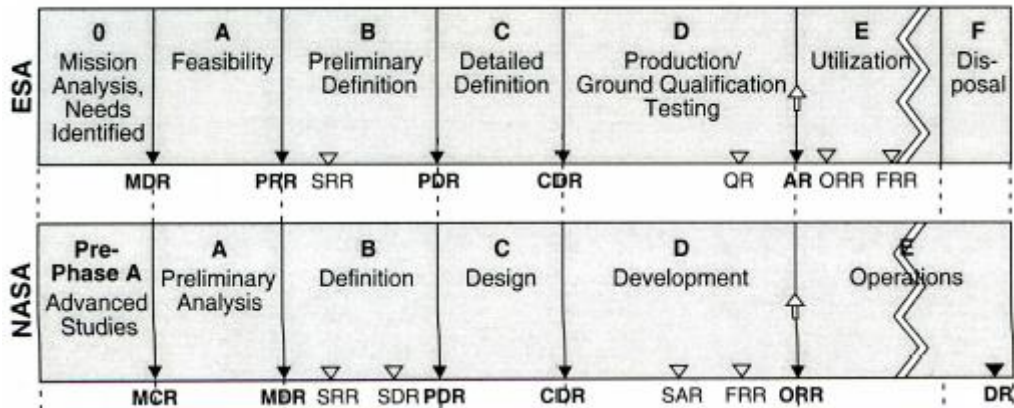 ESA
0 A B C D E F
Mission Feasibility Preliminary Detailed Production/ Utilization Dis-
Analysis, Definition Definition Ground Qualification posal
Needs Testing
Identified
MDR PRR SRR PDR CDR QR AR ORR FRR
NASA
Pre- A B C D E
Phase A Preliminary Definition Design Development Operations
Advanced Analysis
Studies
MCR MDR SRR SDR PDR CDR SAR FRR ORR DR